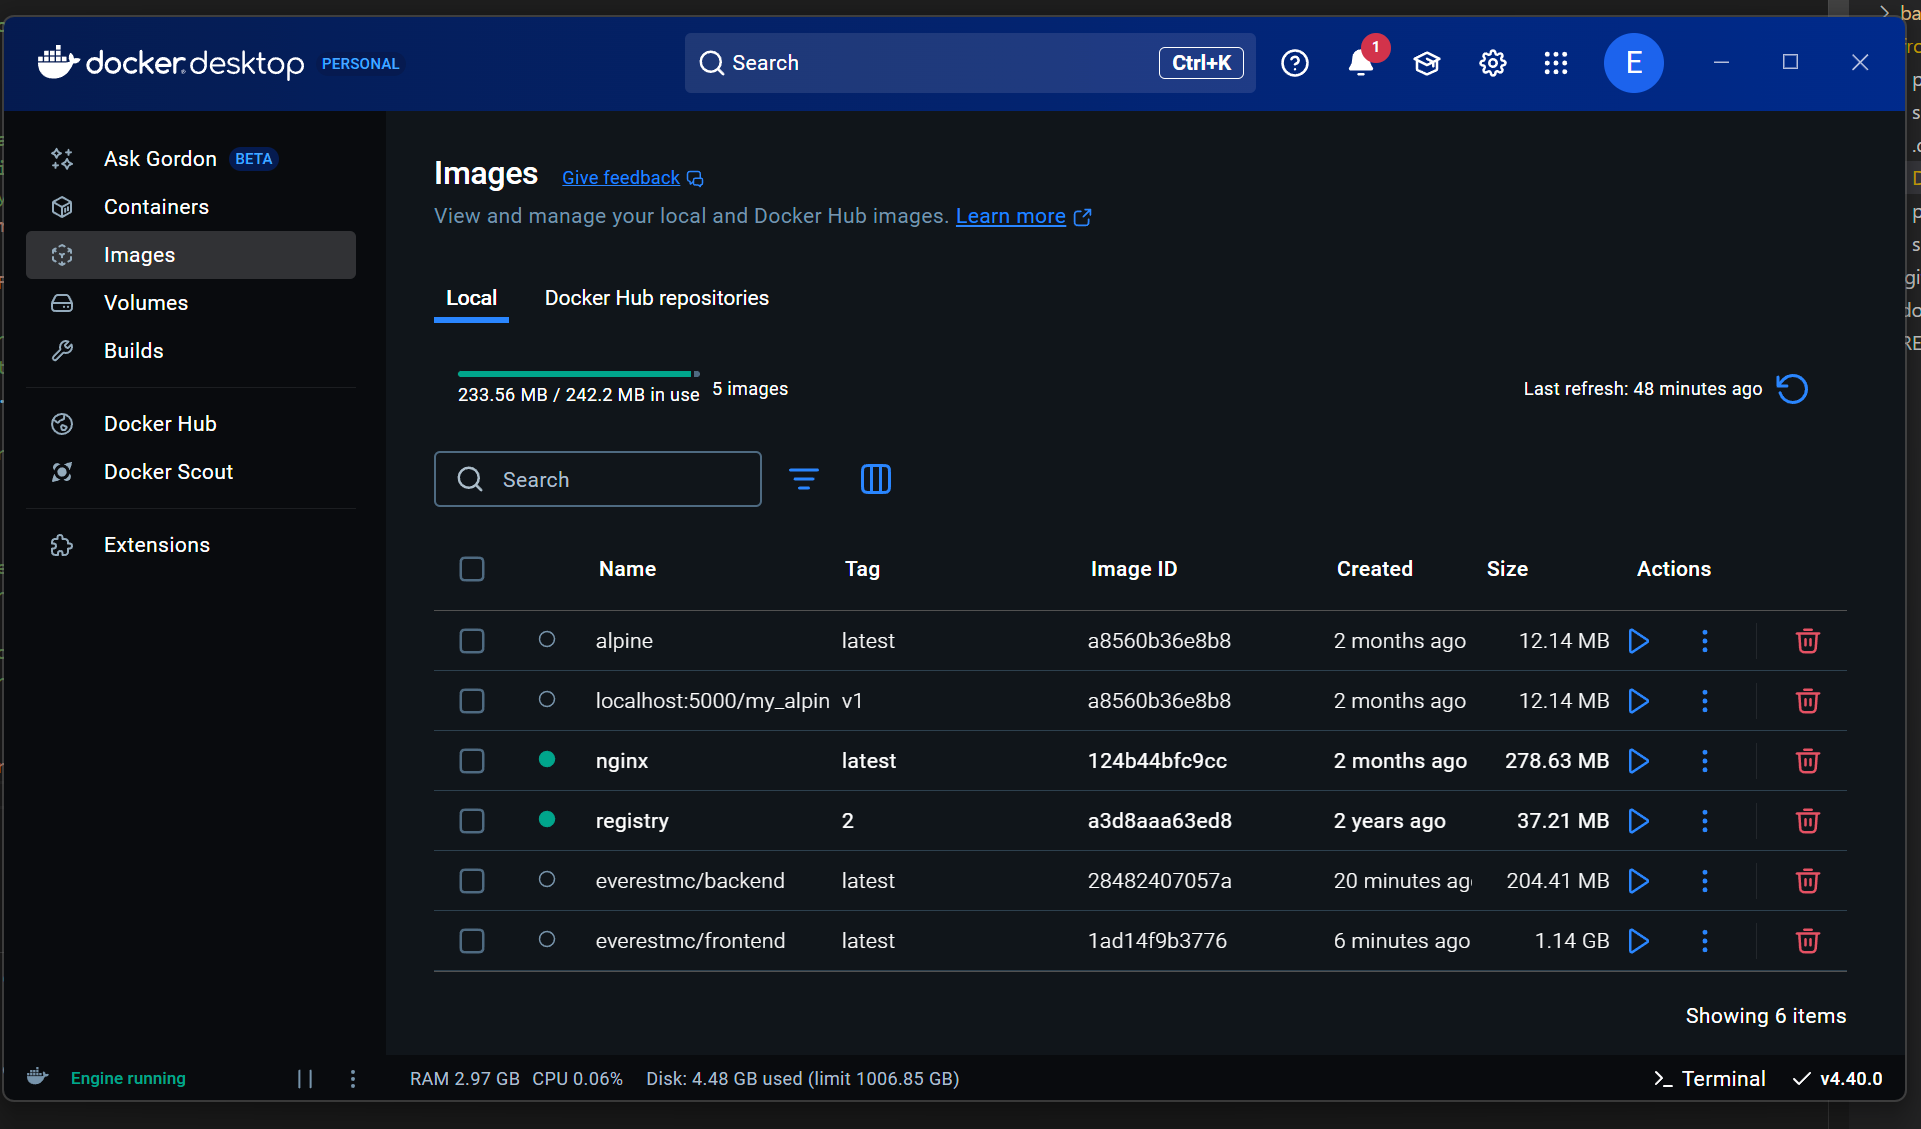 docker desktop PERSONAL
Search Ctrl+K
1
E
Ask Gordon BETA
Containers
Images
Volumes
Builds
Docker Hub
Docker Scout
Extensions
Images Give feedback
View and manage your local and Docker Hub images. Learn more
Local Docker Hub repositories
233.56 MB / 242.2 MB in use 5 images
Last refresh: 48 minutes ago
Search
Name Tag Image ID Created Size Actions
alpine latest a8560b36e8b8 2 months ago 12.14 MB
localhost:5000/my_alpin v1 a8560b36e8b8 2 months ago 12.14 MB
nginx latest 124b44bfc9cc 2 months ago 278.63 MB
registry 2 a3d8aaa63ed8 2 years ago 37.21 MB
everestmc/backend latest 28482407057a 20 minutes ag 204.41 MB
everestmc/frontend latest 1ad14f9b3776 6 minutes ago 1.14 GB
Showing 6 items
Engine running
RAM 2.97 GB CPU 0.06% Disk: 4.48 GB used (limit 1006.85 GB)
Terminal v4.40.0